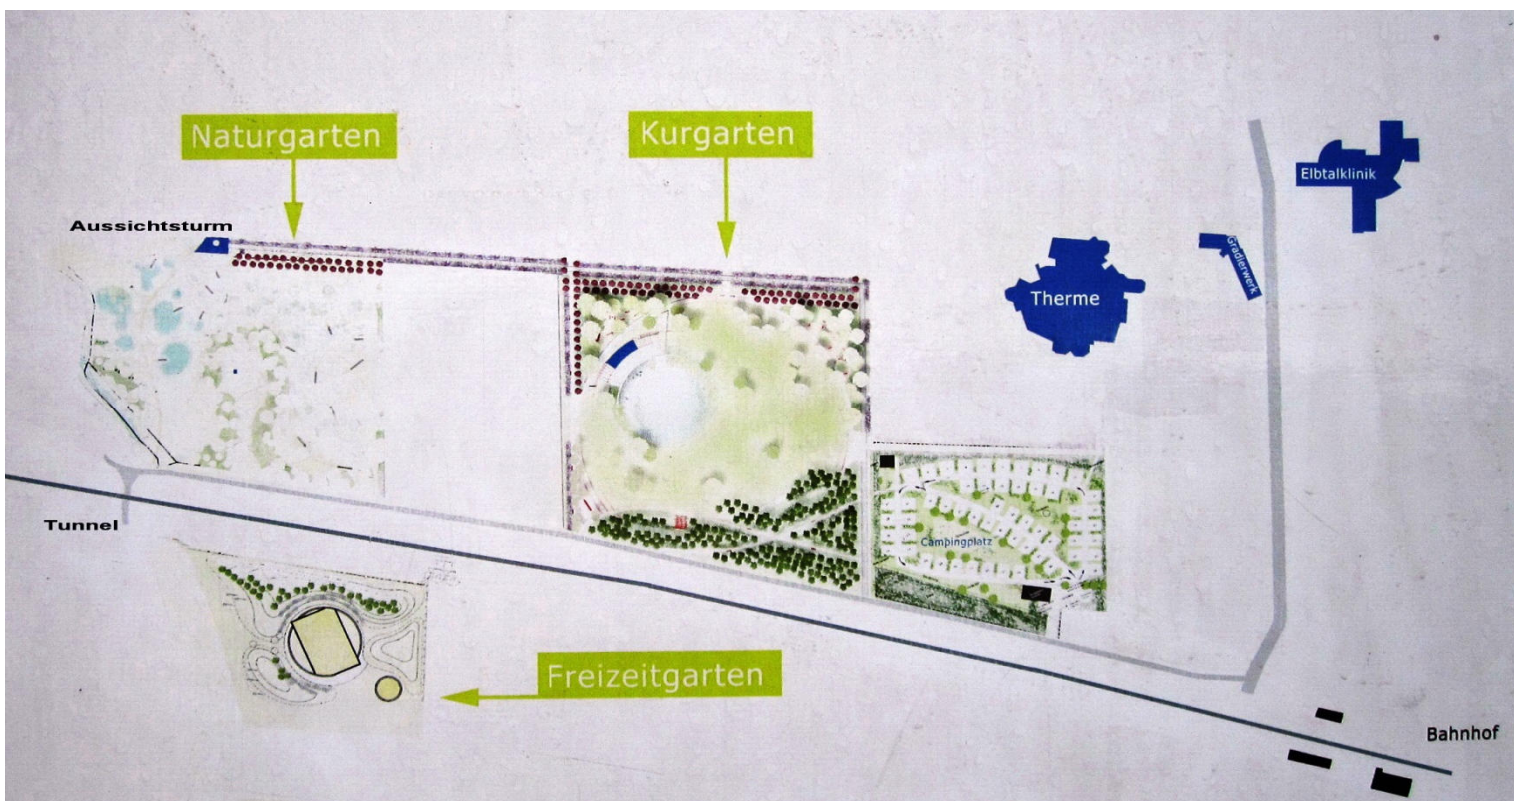 Naturgarten
Kurgarten
Elbtalklinik
Aussichtsturm
Gradierwerk
Therme
Campingplatz
Tunnel
Freizeitgarten
Bahnhof